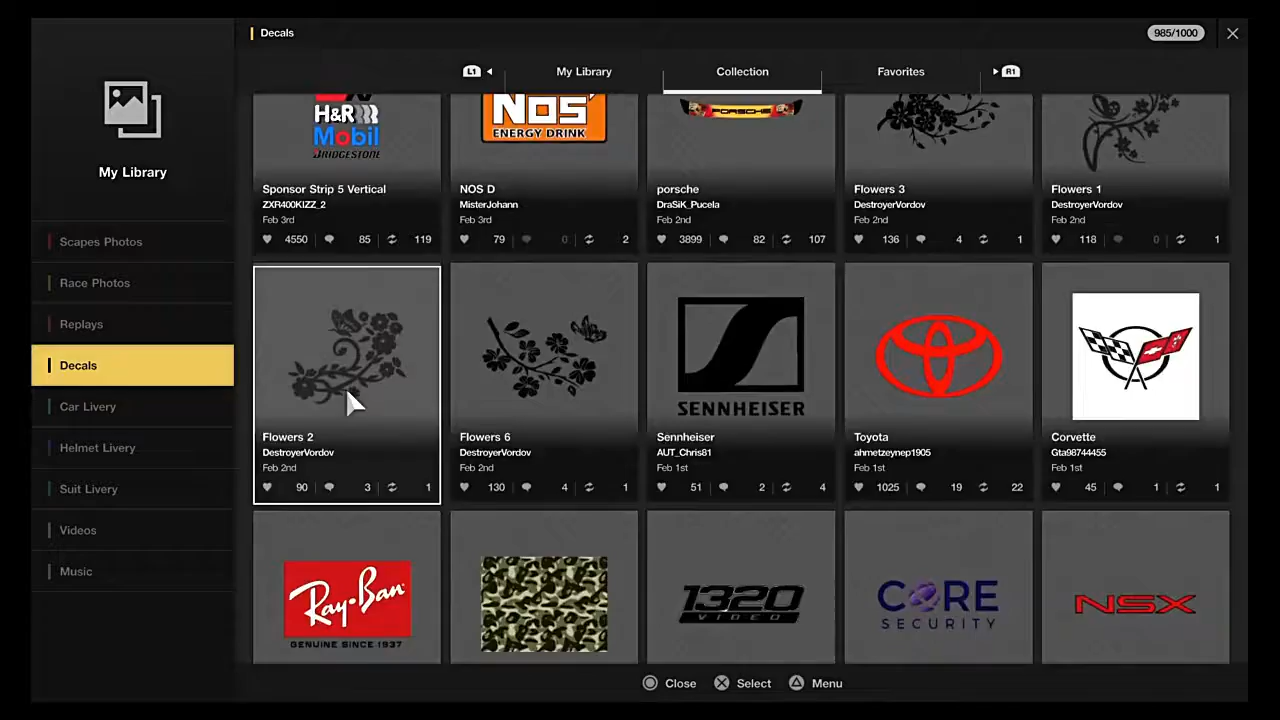 Decals
985/1000
L1
My Library
Collection
Favorites
R1
My Library
Scapes Photos
Race Photos
Replays
Decals
Car Livery
Helmet Livery
Suit Livery
Videos
Music
H&R
Mobil
BRIDGESTONE
Sponsor Strip 5 Vertical
ZXR400KIZZ_2
Feb 3rd
4550 85 119
NOS
ENERGY DRINK
NOS D
MisterJohann
Feb 3rd
79 0 2
PORSCHE
porsche
DraSiK_Pucela
Feb 2nd
3899 82 107
Flowers 3
DestroyerVordov
Feb 2nd
136 4 1
Flowers 1
DestroyerVordov
Feb 2nd
118 0 1
Flowers 2
DestroyerVordov
Feb 2nd
90 3 1
Flowers 6
DestroyerVordov
Feb 2nd
130 4 1
SENNHEISER
Sennheiser
AUT_Chris81
Feb 1st
51 2 4
Toyota
ahmetzeynep1905
Feb 1st
1025 19 22
Corvette
Gta98744455
Feb 1st
45 1 1
Ray-Ban
GENUINE SINCE 1937
1320
VIDEO
CORE
SECURITY
NSX
Close
Select
Menu